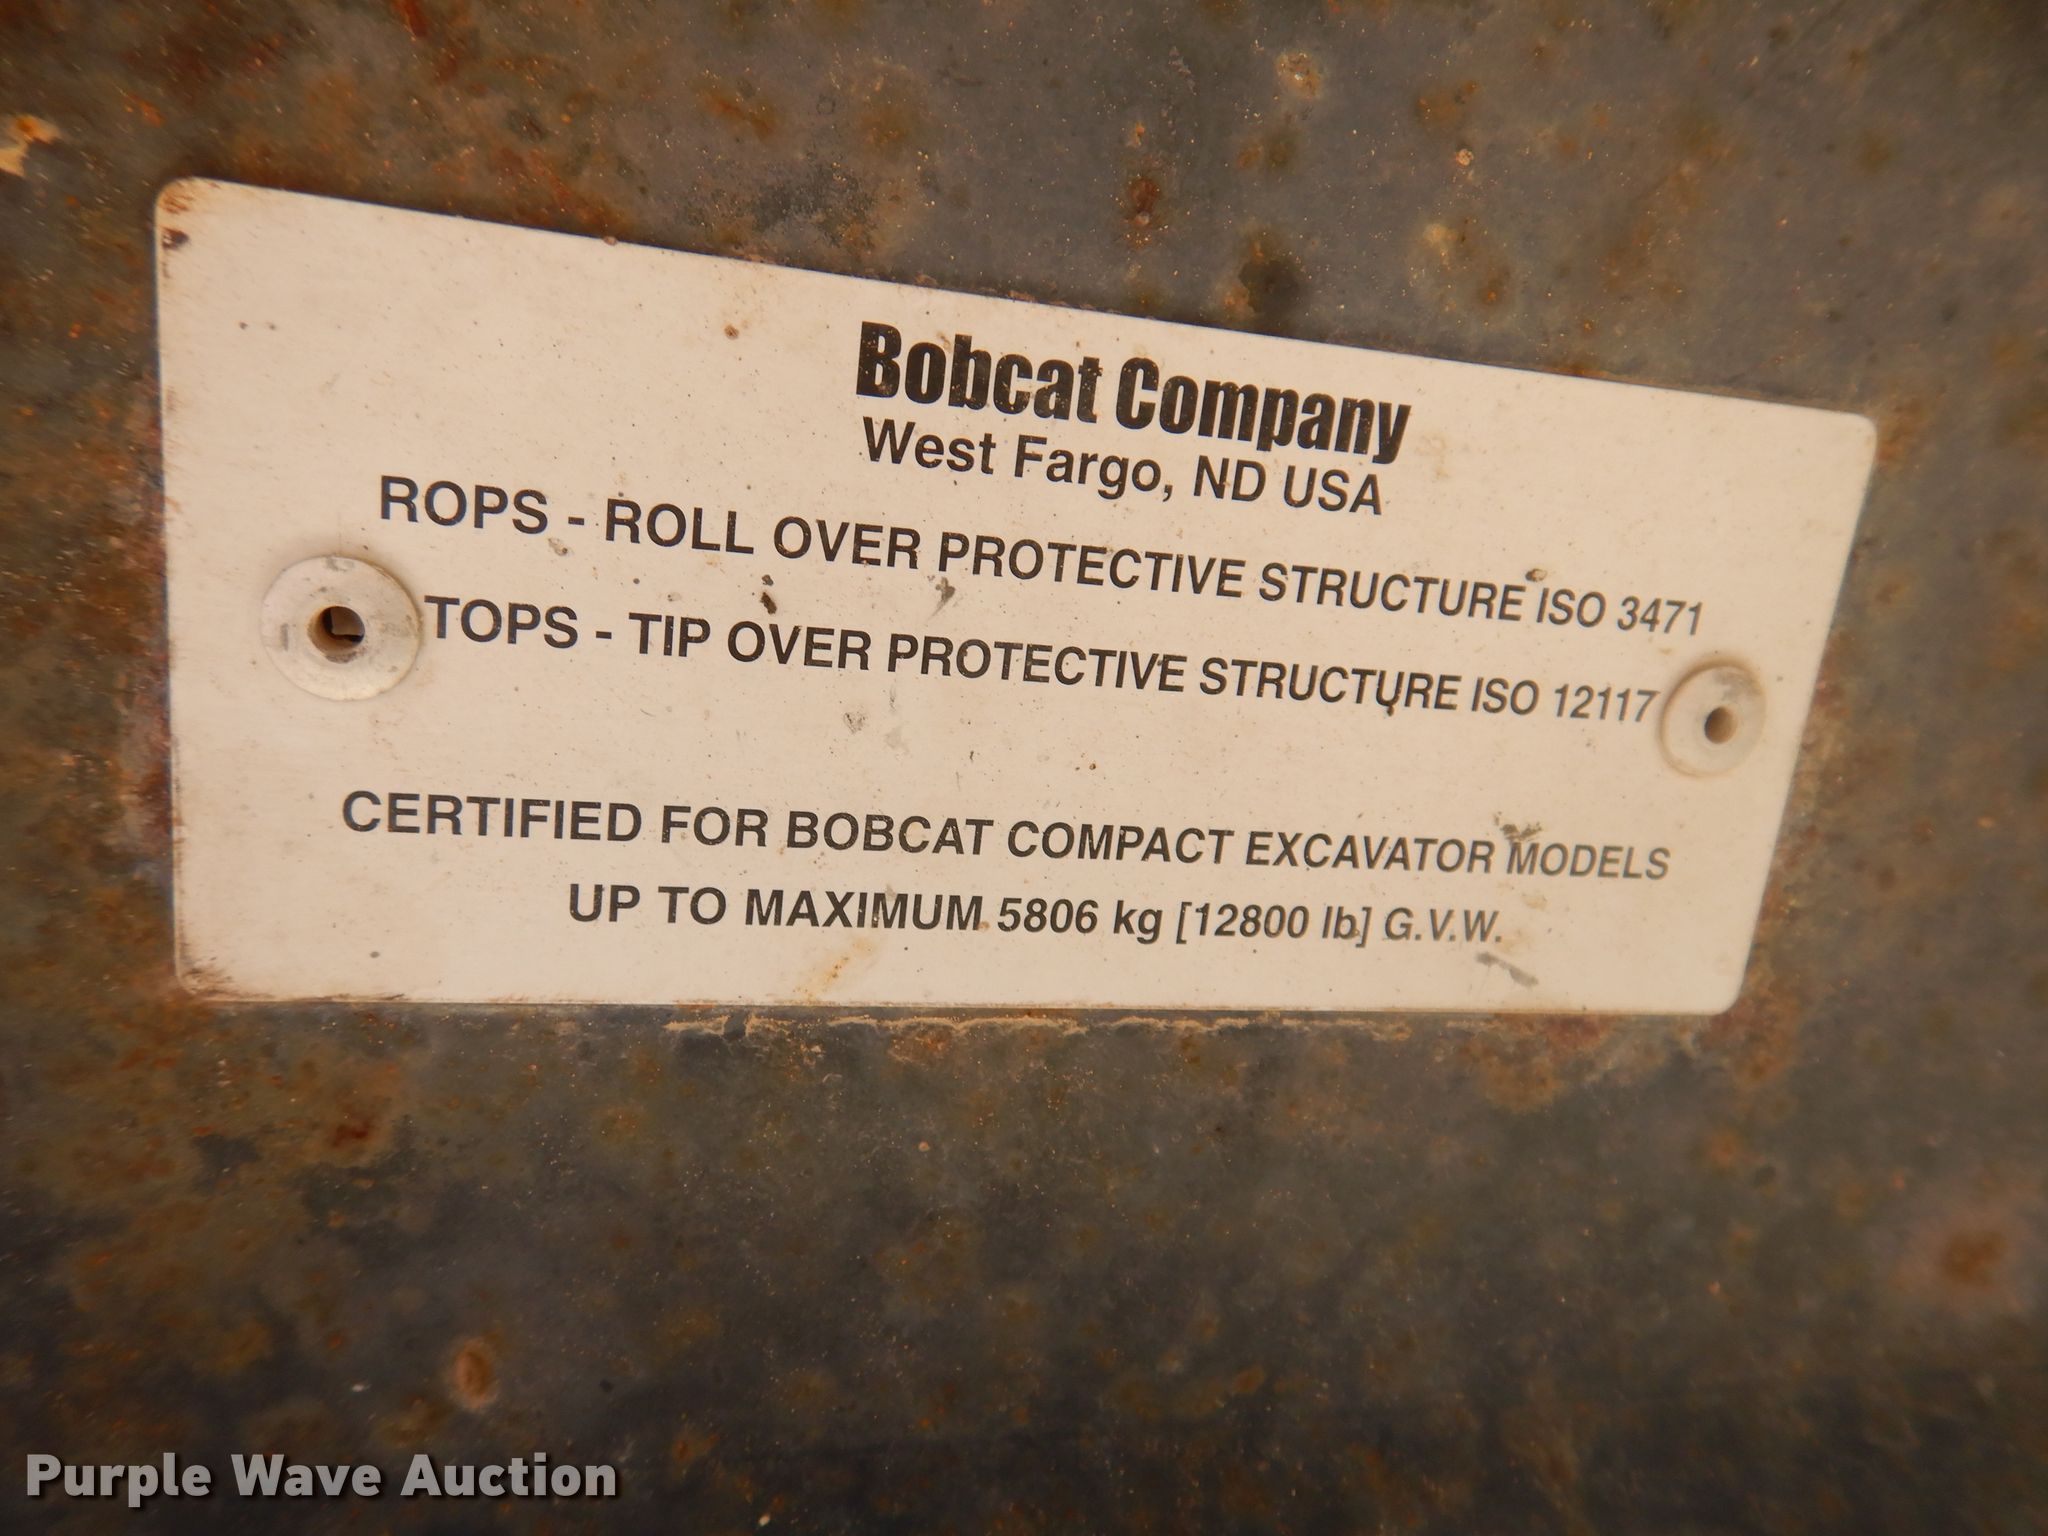 Bobcat Company
West Fargo, ND USA
ROPS - ROLL OVER PROTECTIVE STRUCTURE ISO 3471
TOPS - TIP OVER PROTECTIVE STRUCTURE ISO 12117
CERTIFIED FOR BOBCAT COMPACT EXCAVATOR MODELS
UP TO MAXIMUM 5806 kg [12800 lb] G.V.W.
Purple Wave Auction